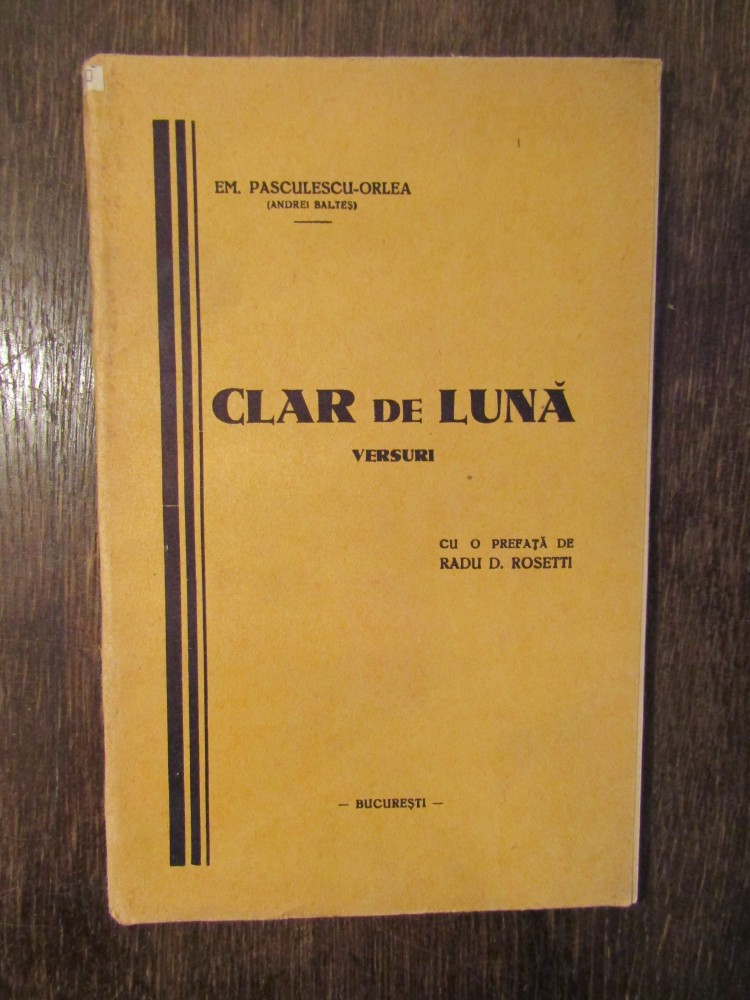 EM. PASCULESCU-ORLEA
(ANDREI BALTEȘ)
CLAR DE LUNĂ
VERSURI
CU O PREFAȚĂ DE
RADU D. ROSETTI
— BUCUREȘTI —